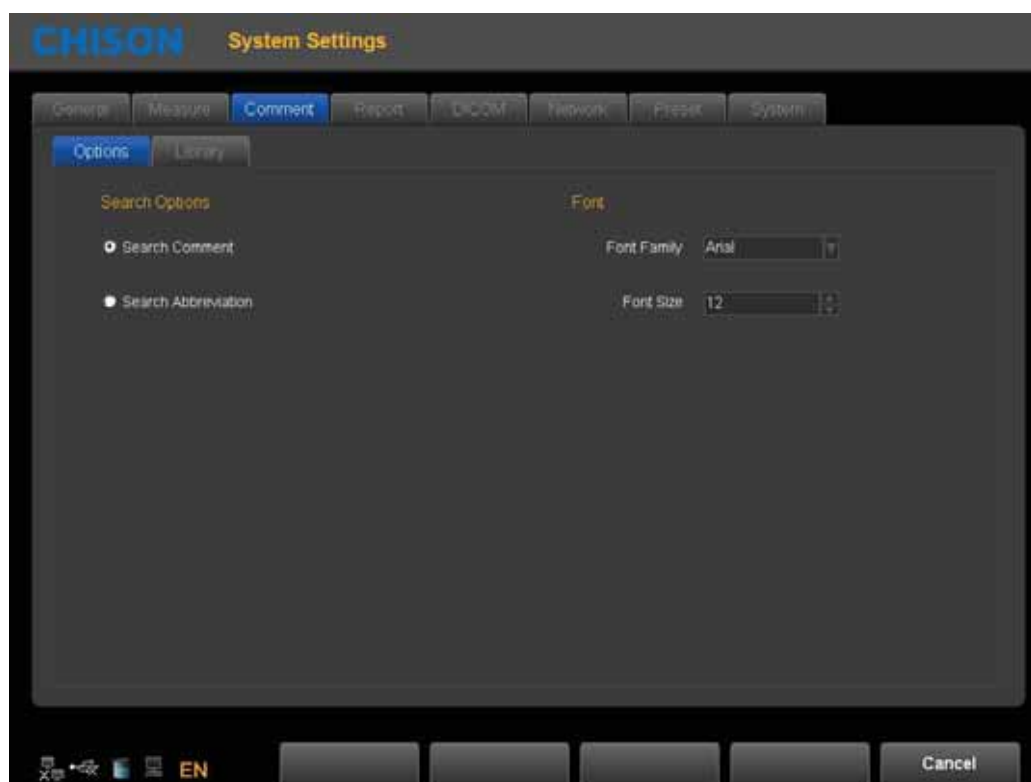 CHISON System Settings
General Measure Comment Report DICOM Network Preset System
Options Library
Search Options Font
Search Comment Font Family Arial
Search Abbreviation Font Size 12
EN Cancel